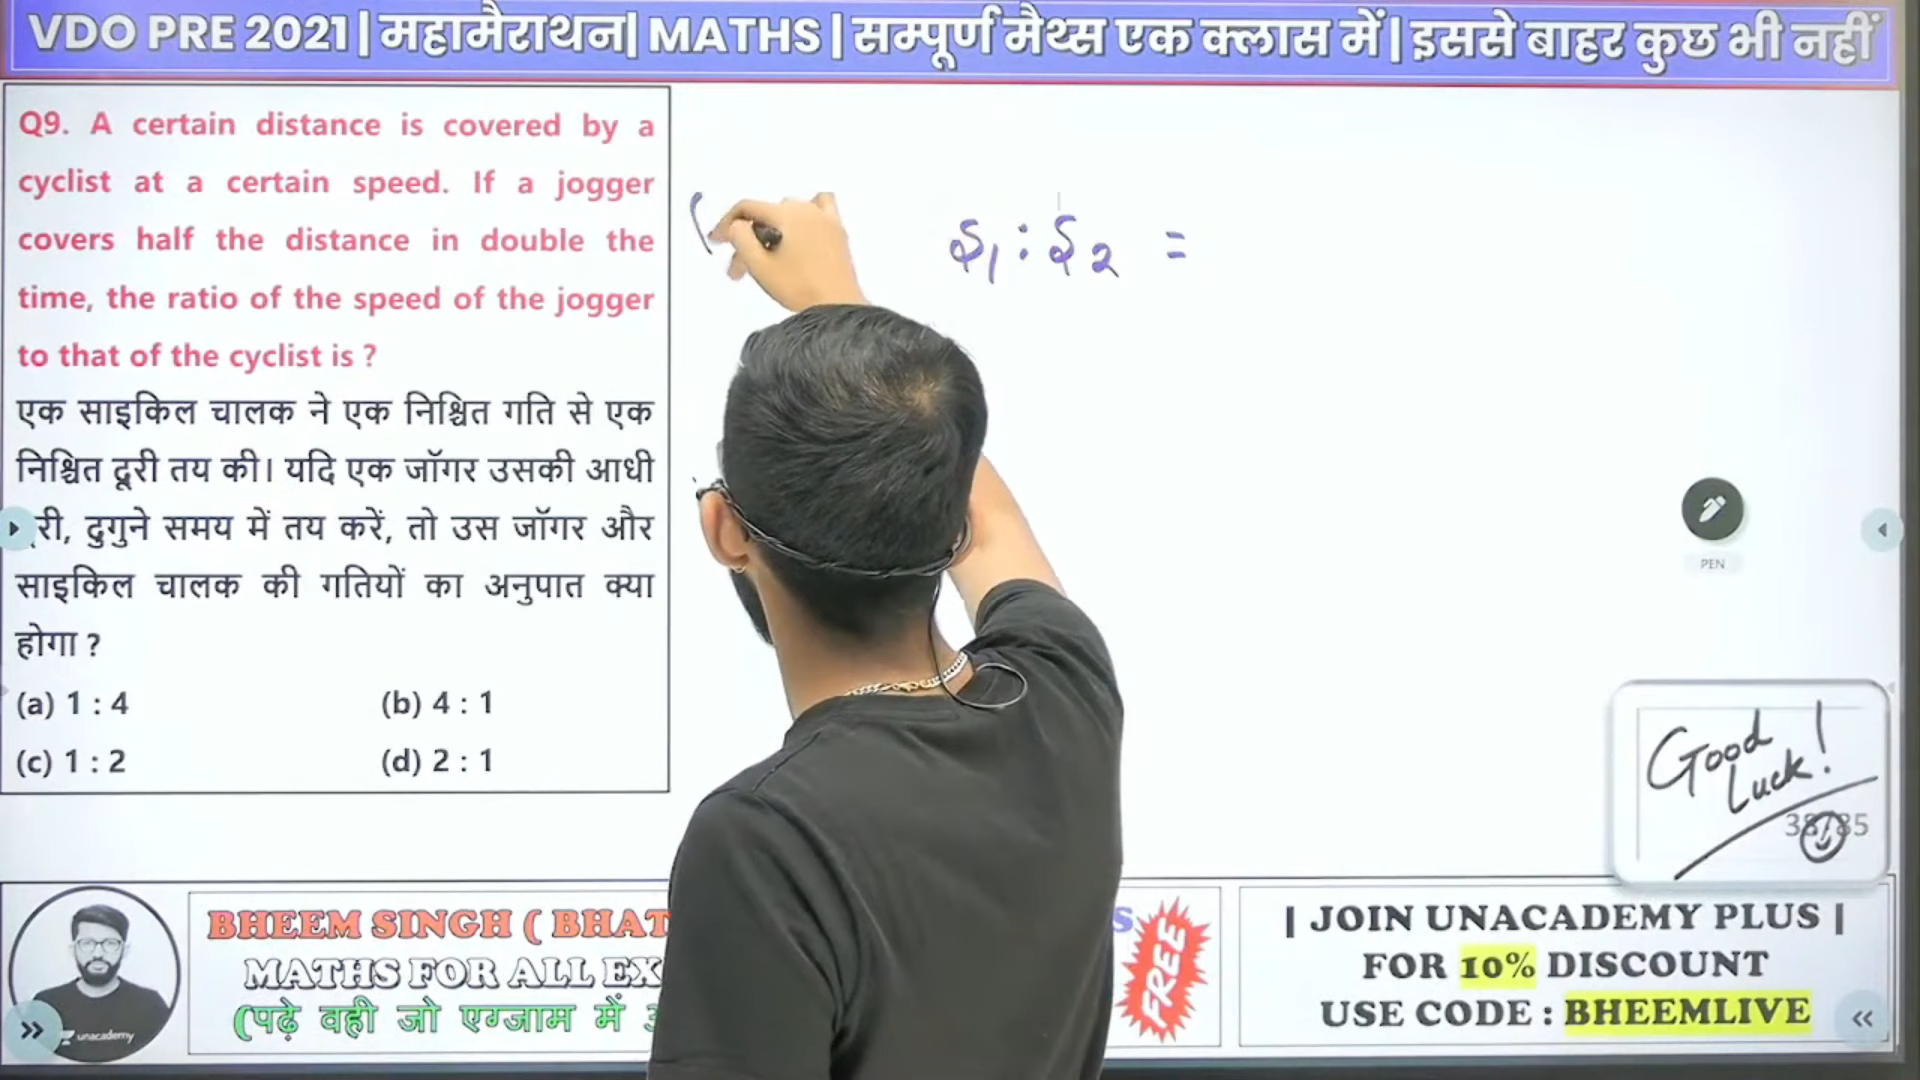 VDO PRE 2021 | महामैराथन| MATHS | सम्पूर्ण मैथ्स एक क्लास में| इससे बाहर कुछ भी नहीं
Q9. A certain distance is covered by a
cyclist at a certain speed. If a jogger
covers half the distance in double the
time, the ratio of the speed of the jogger
to that of the cyclist is ?
एक साइकिल चालक ने एक निश्चित गति से एक
निश्चित दूरी तय की। यदि एक जॉगर उसकी आधी
री, दुगुने समय में तय करें, तो उस जॉगर और
साइकिल चालक की गतियों का अनुपात क्या
होगा ?
(a) 1 : 4 (b) 4 : 1
(c) 1 : 2 (d) 2 : 1
S1 : S2 =
PEN
Good
Luck!
BHEEM SINGH ( BHAT
MATHS FOR ALL EX
(पढ़े वही जो एग्जाम में
unacademy
S
FREE
| JOIN UNACADEMY PLUS |
FOR 10% DISCOUNT
USE CODE : BHEEMLIVE